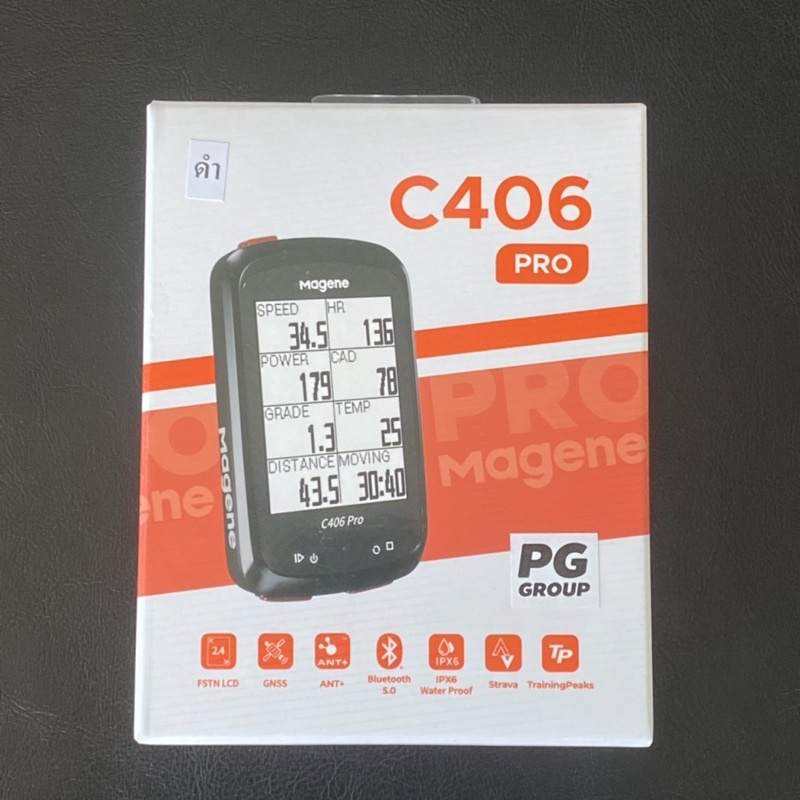 ดำ
C406
PRO
Magene
SPEED HR
34.5 136
POWER CAD
179 78
GRADE TEMP
1.3 25
DISTANCE MOVING
43.5 30:40
C406 Pro
Magene
PRO
Magene
O
ene
PG
GROUP
2.4
ANT+
IPX6
TP
FSTN LCD
GNSS
ANT+
Bluetooth
5.0
IPX6
Water Proof
Strava
TrainingPeaks